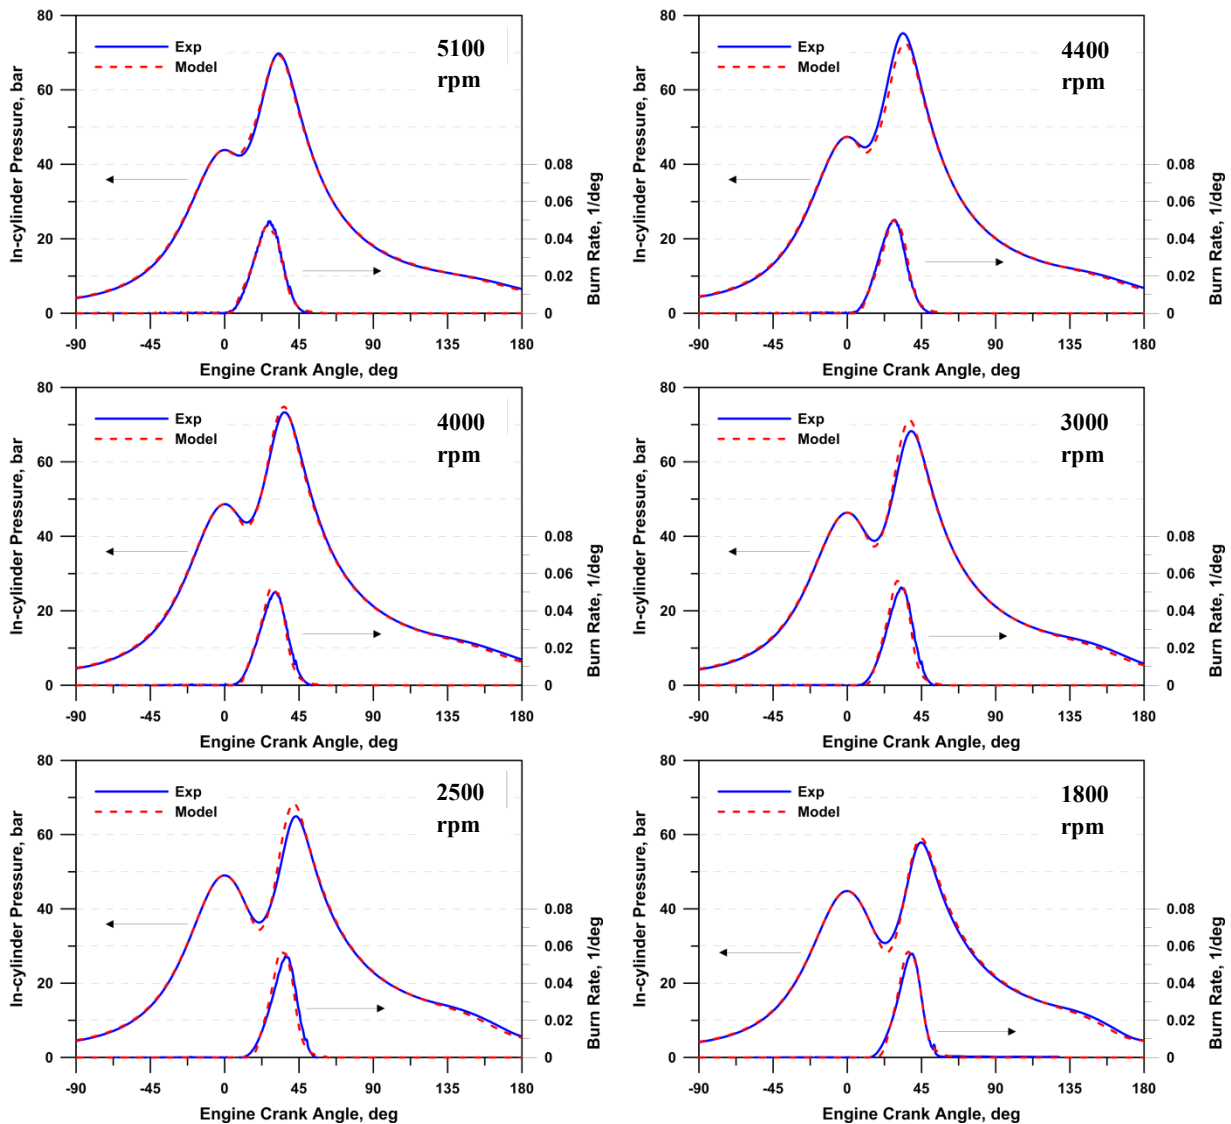 80
60
40
20
0
In-cylinder Pressure, bar
Exp
Model
5100
rpm
0.08
0.06
0.04
0.02
0
Burn Rate, 1/deg
-90 -45 0 45 90 135 180
Engine Crank Angle, deg
80
60
40
20
0
In-cylinder Pressure, bar
Exp
Model
4400
rpm
0.08
0.06
0.04
0.02
0
Burn Rate, 1/deg
-90 -45 0 45 90 135 180
Engine Crank Angle, deg
80
60
40
20
0
In-cylinder Pressure, bar
Exp
Model
4000
rpm
0.08
0.06
0.04
0.02
0
Burn Rate, 1/deg
-90 -45 0 45 90 135 180
Engine Crank Angle, deg
80
60
40
20
0
In-cylinder Pressure, bar
Exp
Model
3000
rpm
0.08
0.06
0.04
0.02
0
Burn Rate, 1/deg
-90 -45 0 45 90 135 180
Engine Crank Angle, deg
80
60
40
20
0
In-cylinder Pressure, bar
Exp
Model
2500
rpm
0.08
0.06
0.04
0.02
0
Burn Rate, 1/deg
-90 -45 0 45 90 135 180
Engine Crank Angle, deg
80
60
40
20
0
In-cylinder Pressure, bar
Exp
Model
1800
rpm
0.08
0.06
0.04
0.02
0
Burn Rate, 1/deg
-90 -45 0 45 90 135 180
Engine Crank Angle, deg